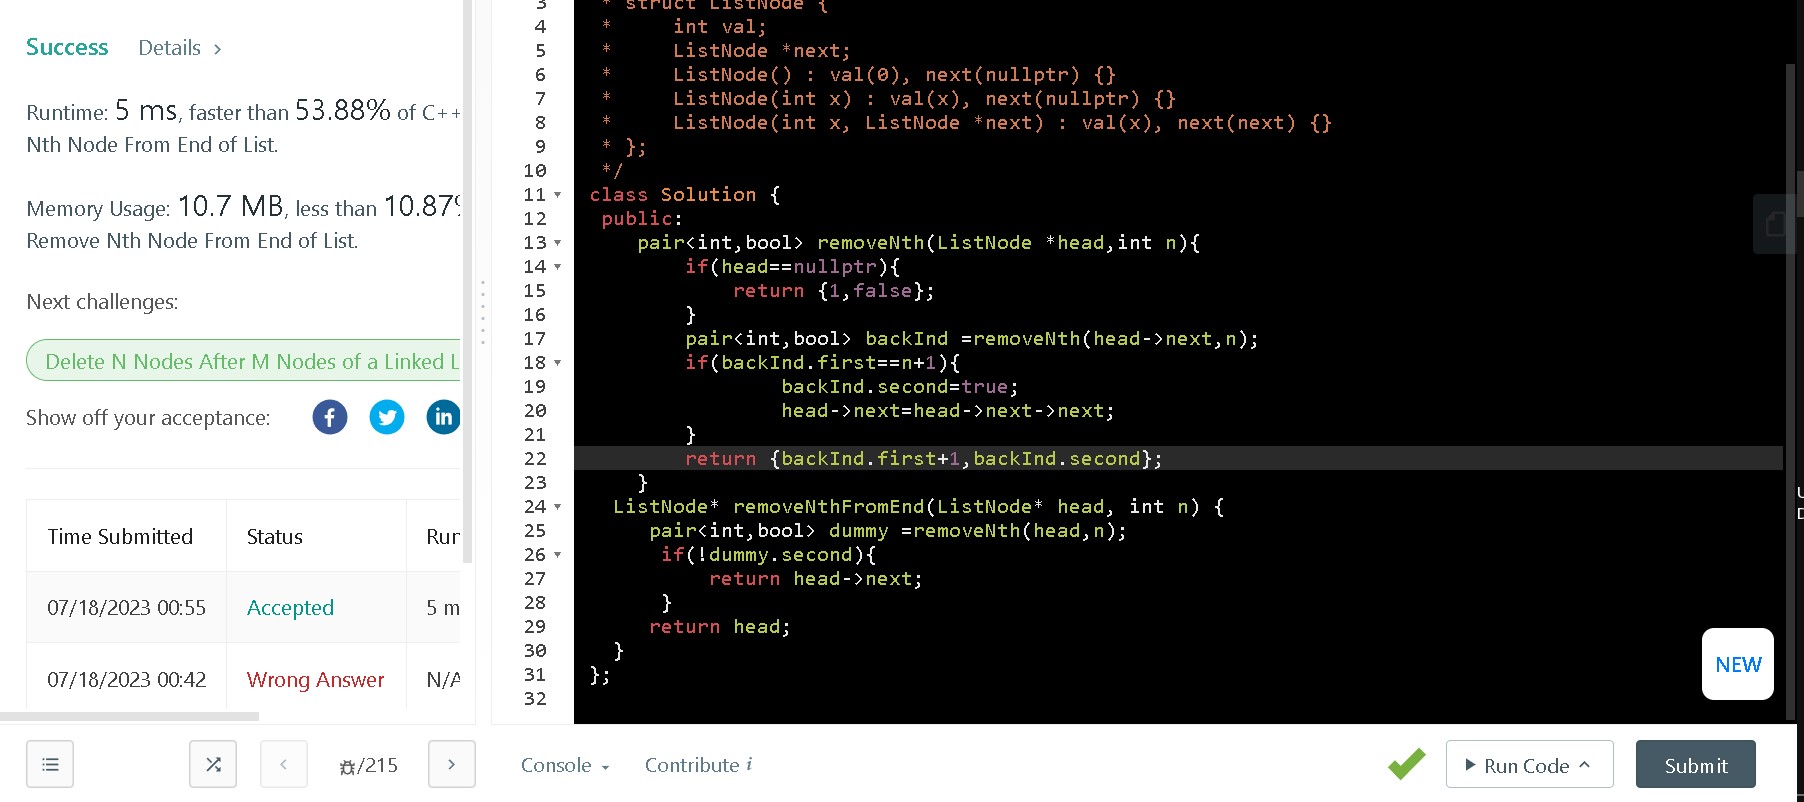 Success Details >
Runtime: 5 ms, faster than 53.88% of C++
Nth Node From End of List.
Memory Usage: 10.7 MB, less than 10.87%
Remove Nth Node From End of List.
Next challenges:
Delete N Nodes After M Nodes of a Linked L
Show off your acceptance:
Time Submitted Status Run
07/18/2023 00:55 Accepted 5 m
07/18/2023 00:42 Wrong Answer N/A
3 * struct ListNode {
4 * int val;
5 * ListNode *next;
6 * ListNode() : val(0), next(nullptr) {}
7 * ListNode(int x) : val(x), next(nullptr) {}
8 * ListNode(int x, ListNode *next) : val(x), next(next) {}
9 * };
10 */
11 class Solution {
12 public:
13 pair<int,bool> removeNth(ListNode *head,int n){
14 if(head==nullptr){
15 return {1,false};
16 }
17 pair<int,bool> backInd =removeNth(head->next,n);
18 if(backInd.first==n+1){
19 backInd.second=true;
20 head->next=head->next->next;
21 }
22 return {backInd.first+1,backInd.second};
23 }
24 ListNode* removeNthFromEnd(ListNode* head, int n) {
25 pair<int,bool> dummy =removeNth(head,n);
26 if(!dummy.second){
27 return head->next;
28 }
29 return head;
30 }
31 };
32
NEW
/215 Console Contribute i Run Code Submit